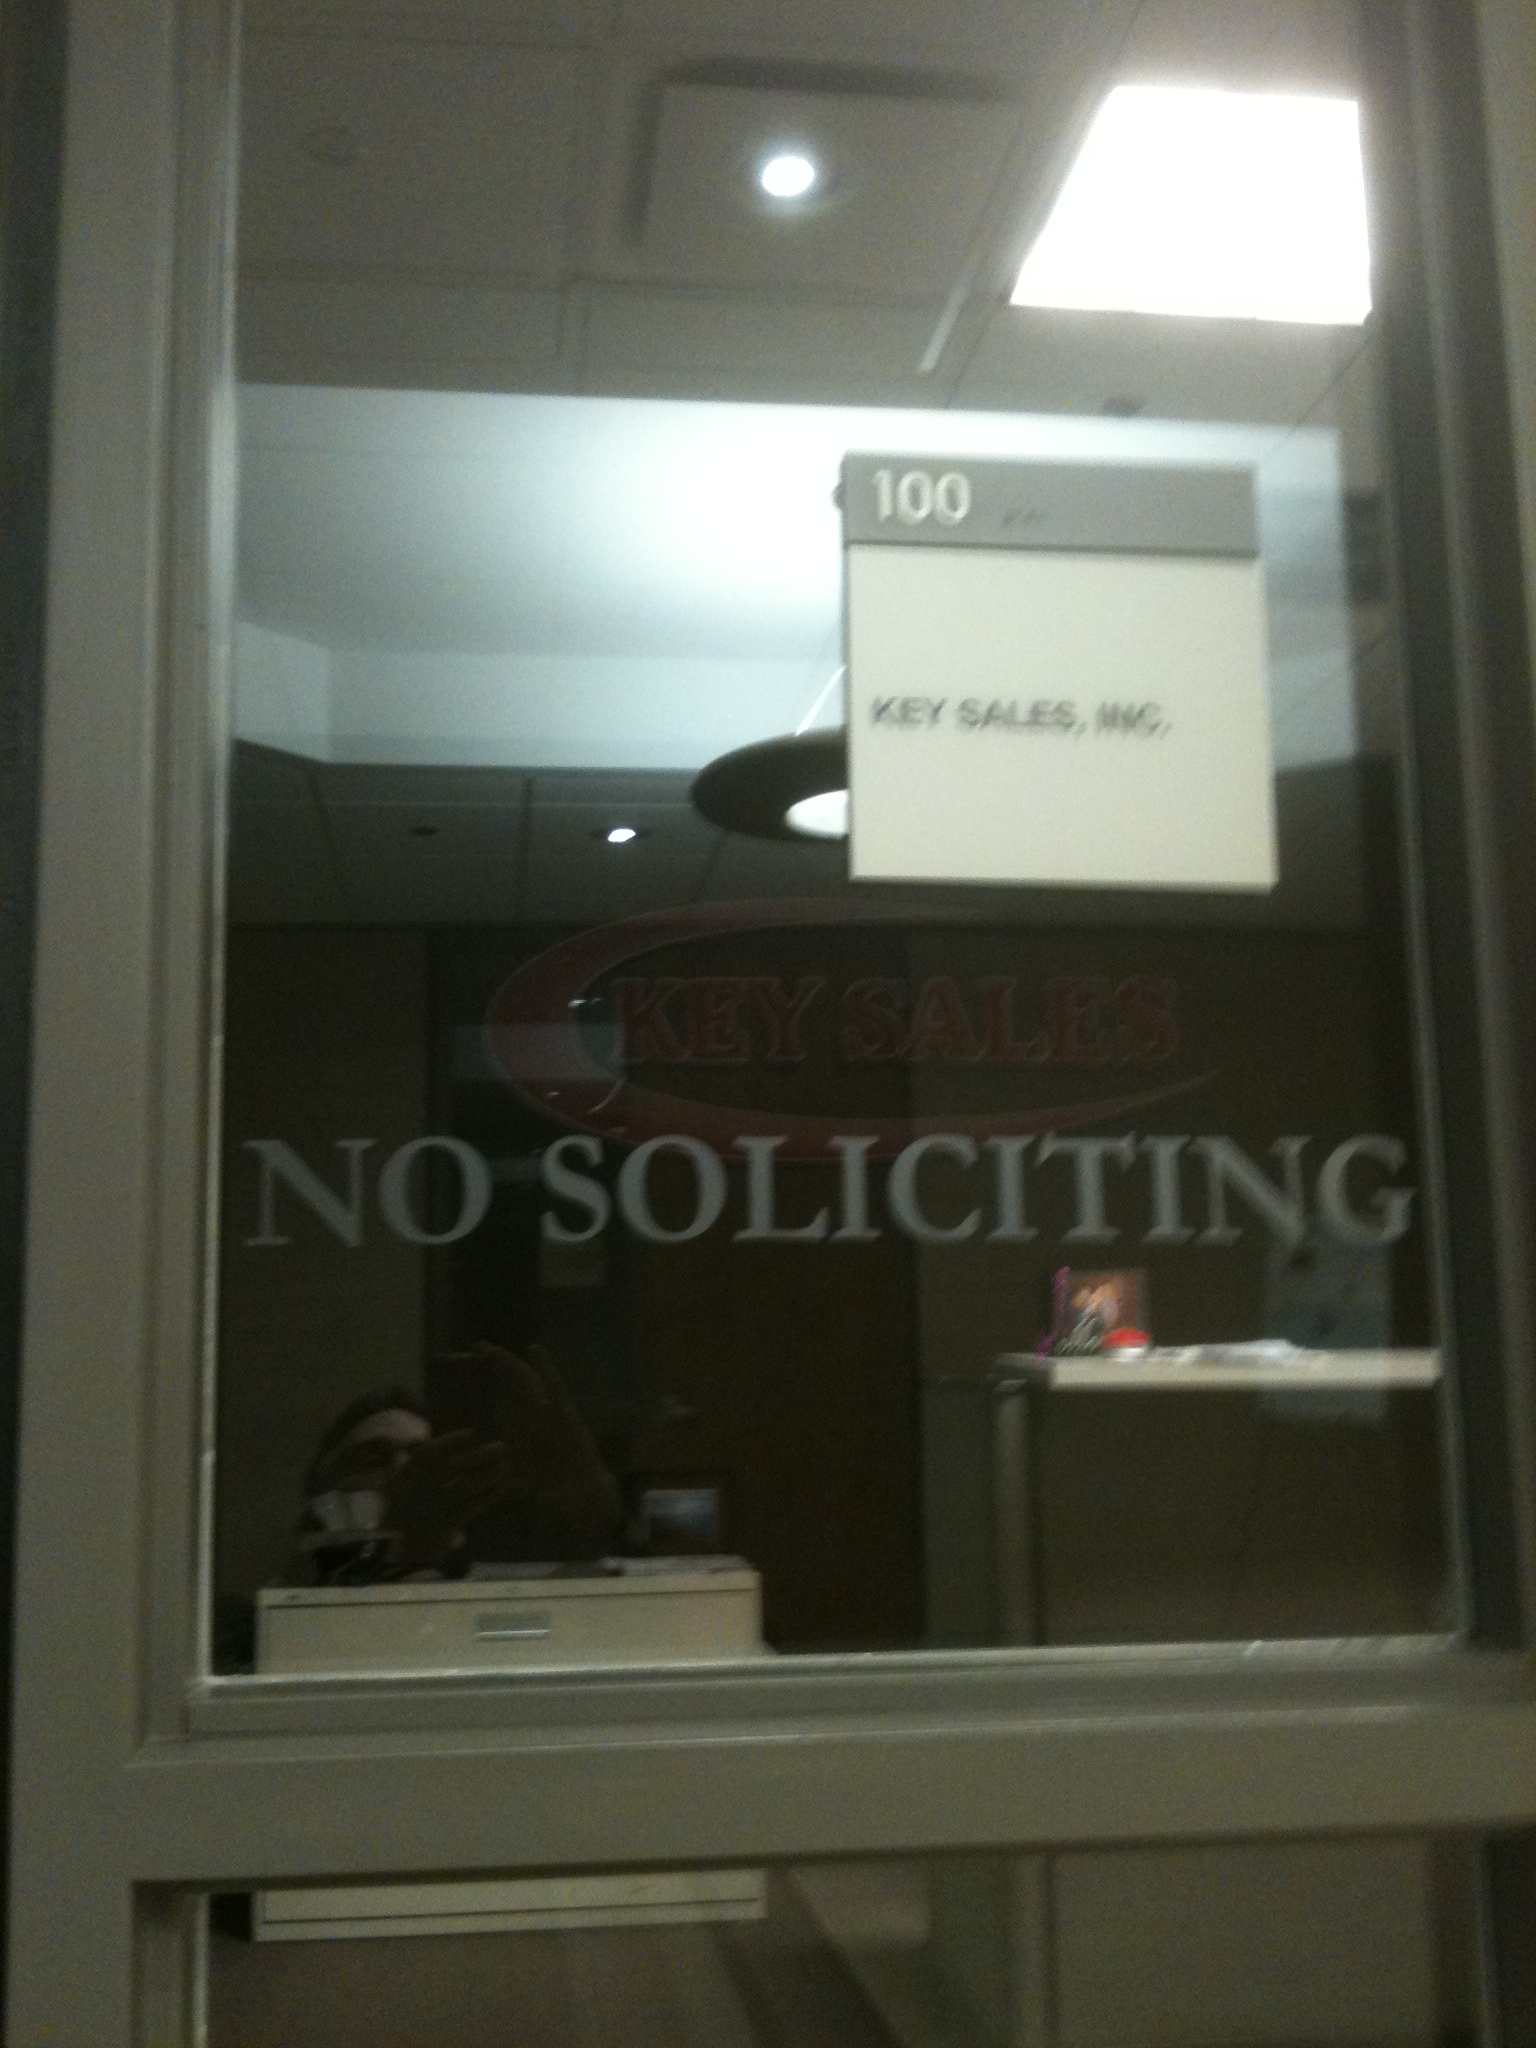 100
KEY SALES, INC.
KEY SALES
NO SOLICITING